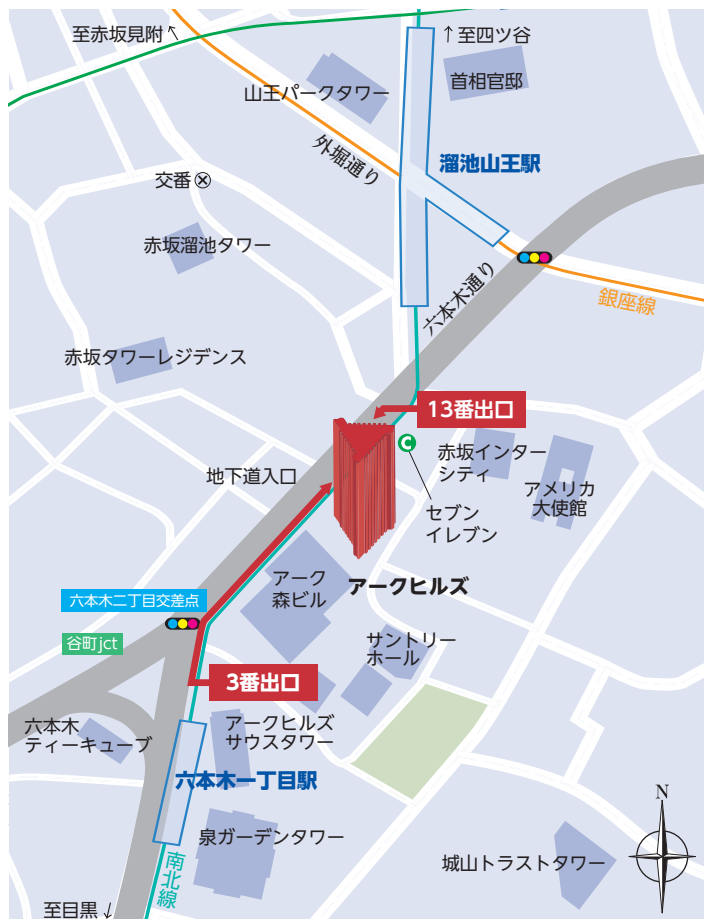 至赤坂見附
↑至四ツ谷
首相官邸
山王パークタワー
外堀通り
溜池山王駅
交番
赤坂溜池タワー
六本木通り
銀座線
赤坂タワーレジデンス
13番出口
C
赤坂インター
シティ
地下道入口
アメリカ
大使館
セブン
イレブン
アーク
森ビル
アークヒルズ
六本木二丁目交差点
谷町jct
サントリー
ホール
3番出口
六本木
ティーキューブ
アークヒルズ
サウスタワー
六本木一丁目駅
N
泉ガーデンタワー
城山トラストタワー
南北線
至目黒↓